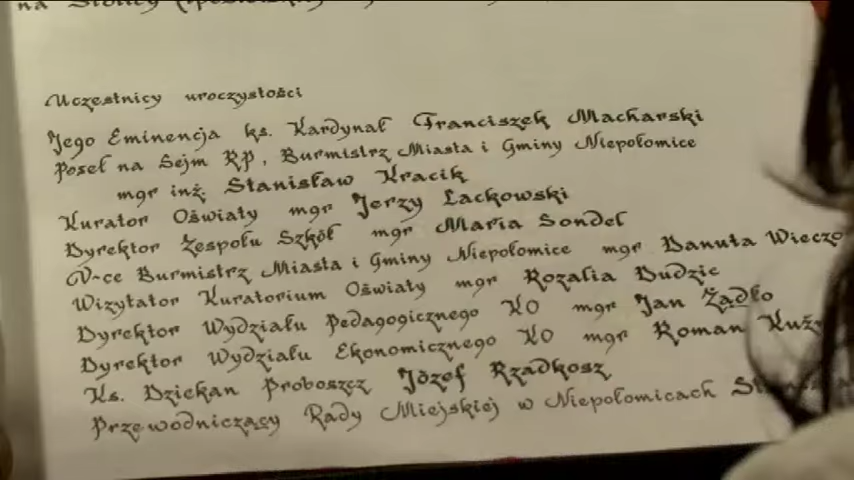 na
Uczestnicy uroczystości
Jego Eminencja ks. Kardynał Franciszek Macharski
Poseł na Sejm RP, Burmistrz Miasta i Gminy Niepołomice
mgr inż. Stanisław Kracik
Kurator Oświaty mgr Jerzy Lackowski
Dyrektor Zespołu Szkół mgr Maria Sondel
V-ce Burmistrz Miasta i Gminy Niepołomice mgr Danuta Wieczo
Wizytator Kuratorium Oświaty mgr Rozalia Budzic
Dyrektor Wydziału Pedagogicznego KO mgr Jan Żądło
Dyrektor Wydziału Ekonomicznego KO mgr Roman
Ks. Dziekan Proboszcz Józef Rządkosz
Przewodniczący Rady Miejskiej w Niepołomicach